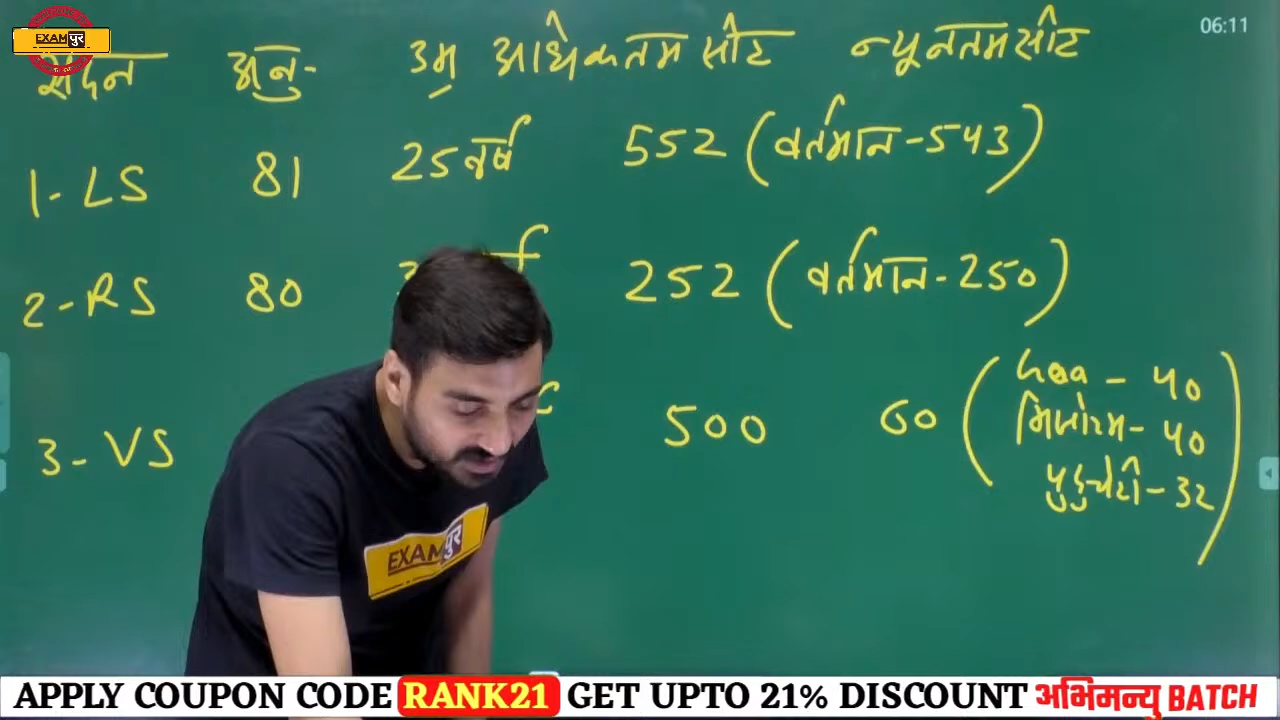 EXAMपुर
06:11
सदन अनु- उम्र अधिकतम सीट न्यूनतम सीट
1- LS 81 25 वर्ष 552 (वर्तमान - 543)
2- RS 80 252 (वर्तमान - 250)
3- VS 500 60 (गोवा - 40
मिजोरम - 40
पुदुचेरी - 32)
EXAMपुर
APPLY COUPON CODE RANK21 GET UPTO 21% DISCOUNT अभिमन्यु BATCH